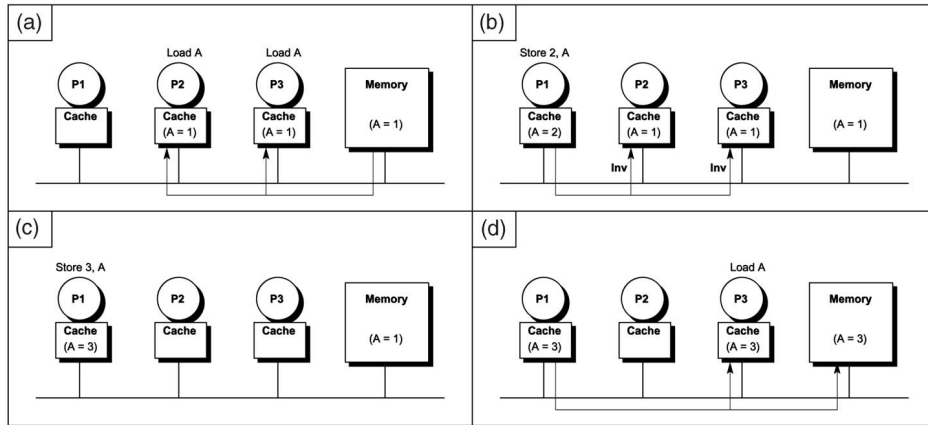 (a)
Load A
Load A
P1
P2
P3
Memory
Cache
Cache
(A = 1)
Cache
(A = 1)
(A = 1)
(b)
Store 2, A
P1
P2
P3
Memory
Cache
(A = 2)
Cache
(A = 1)
Cache
(A = 1)
(A = 1)
Inv
Inv
(c)
Store 3, A
P1
P2
P3
Memory
Cache
(A = 3)
Cache
Cache
(A = 1)
(d)
Load A
P1
P2
P3
Memory
Cache
(A = 3)
Cache
Cache
(A = 3)
(A = 3)